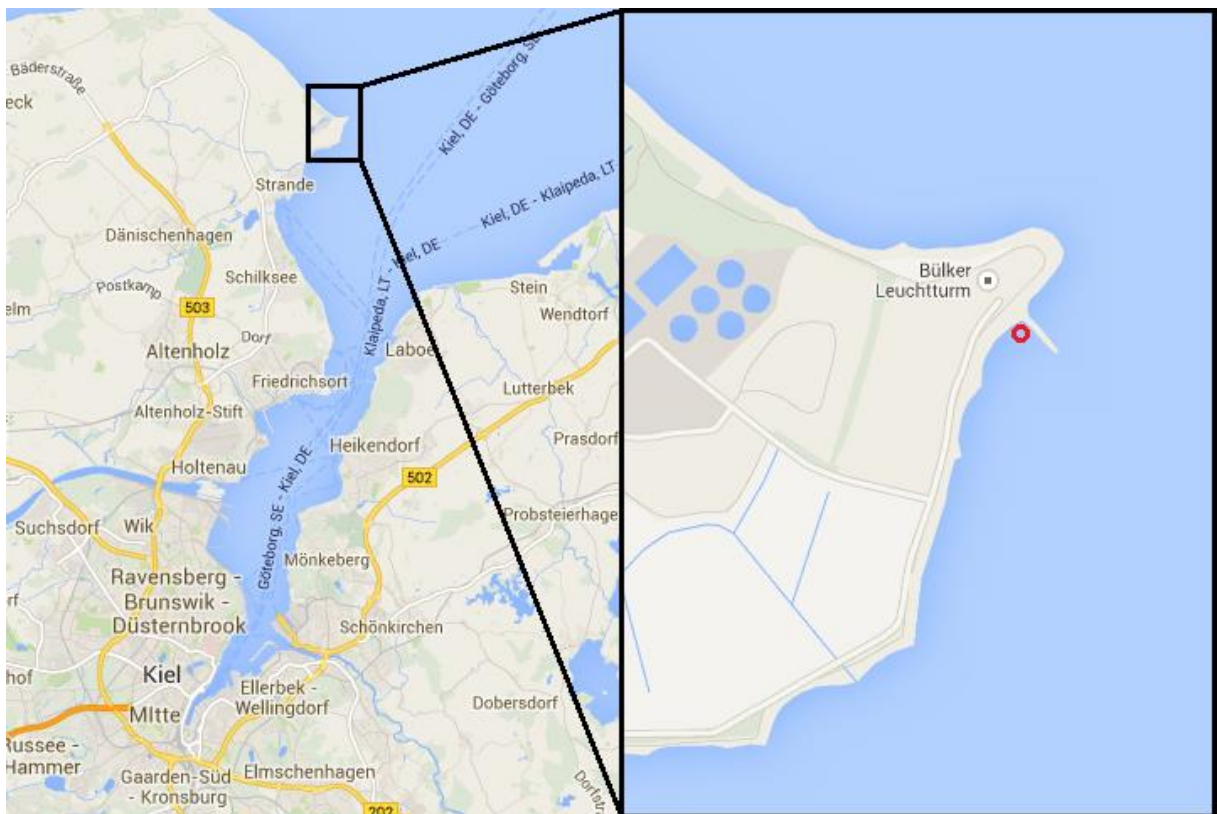 Bäderstraße
eck
Kiel, DE - Göteborg, SE
Strande
Kiel, DE - Klaipeda, LT
Dänischenhagen
Klaipeda, LT - Kiel, DE
Schilksee
Postkamp
Stein
elm
503
Wendtorf
Dorf
Altenholz
Laboe
Friedrichsort
Lutterbek
Altenholz-Stift
Heikendorf
Prasdorf
Holtenau
502
Göteborg, SE - Kiel, DE
Suchsdorf
Wik
Probsteierhage
Mönkeberg
Ravensberg -
Brunswik -
Düsternbrook
rf
Schönkirchen
hof
Kiel
Ellerbek -
Wellingdorf
Dobersdorf
MItte
Russee -
Hammer
Gaarden-Süd
- Kronsburg
Elmschenhagen
Dorfstr
202
Bülker
Leuchtturm